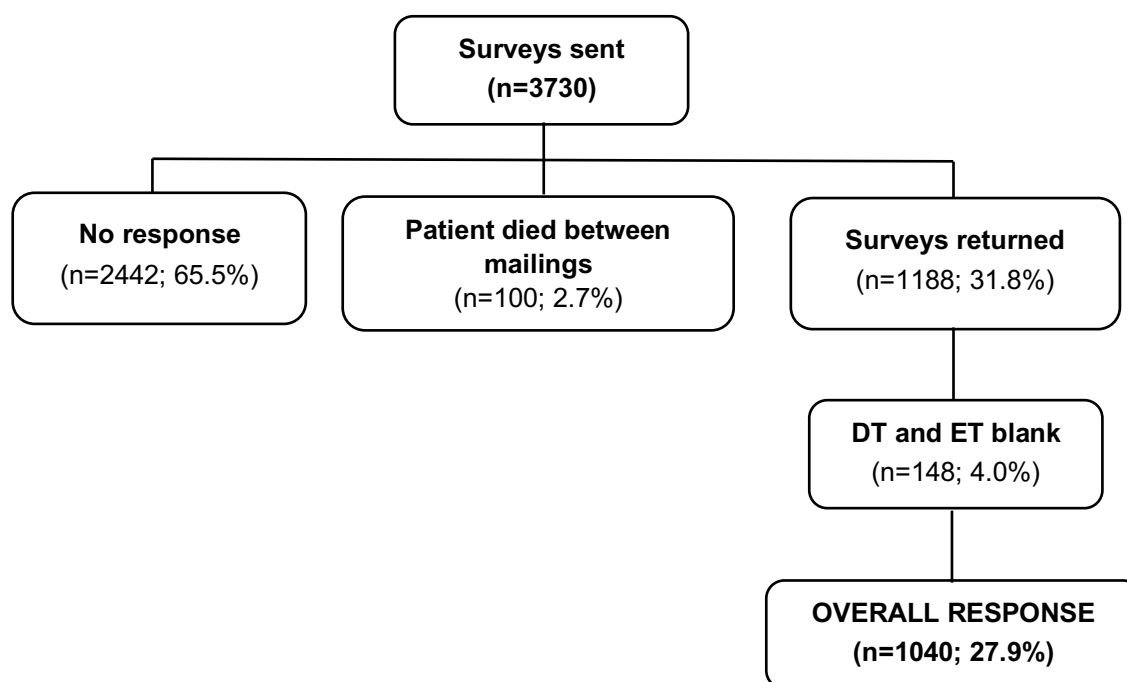 Surveys sent
(n=3730)
No response
(n=2442; 65.5%)
Patient died between
mailings
(n=100; 2.7%)
Surveys returned
(n=1188; 31.8%)
DT and ET blank
(n=148; 4.0%)
OVERALL RESPONSE
(n=1040; 27.9%)